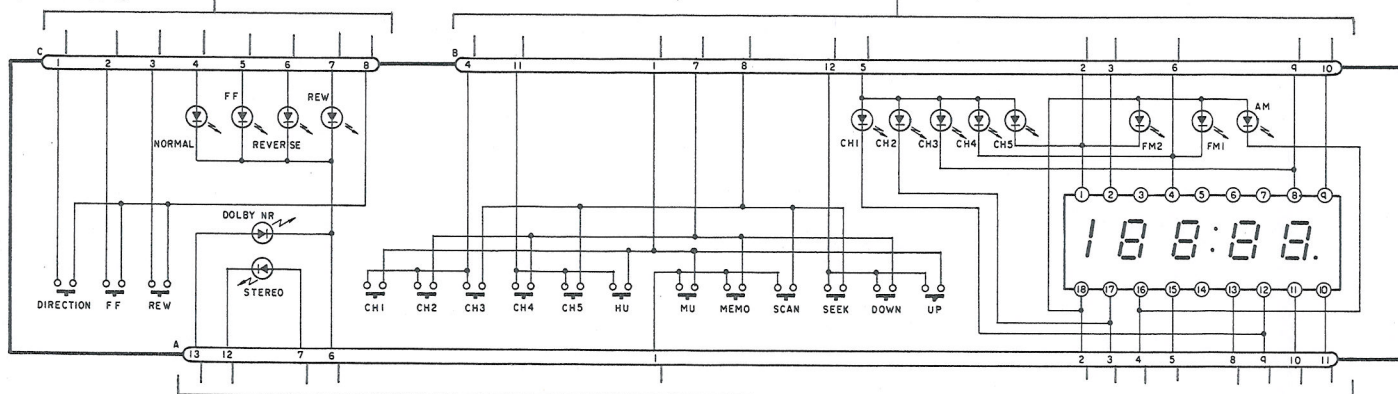 C
1 2 3 4 5 6 7 8
B
4 11 1 7 8 12 5 2 3 6 9 10
FF REW
NORMAL REVERSE
AM
CH1 CH2 CH3 CH4 CH5 FM2 FM1
1 2 3 4 5 6 7 8 9
DOLBY NR
188:88.
STEREO
DIRECTION FF REW CH1 CH2 CH3 CH4 CH5 HU MU MEMO SCAN SEEK DOWN UP
18 17 16 15 14 13 12 11 10
A
13 12 7 6 1 2 3 4 5 8 9 10 11